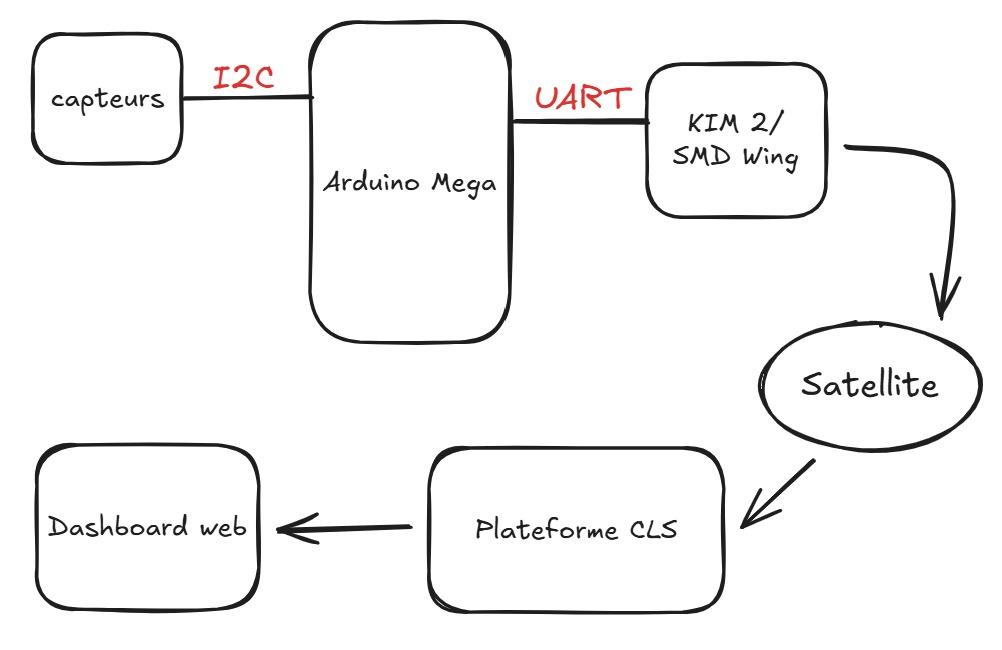 capteurs
I2C
Arduino Mega
UART
KIM 2/
SMD Wing
Satellite
Plateforme CLS
Dashboard web